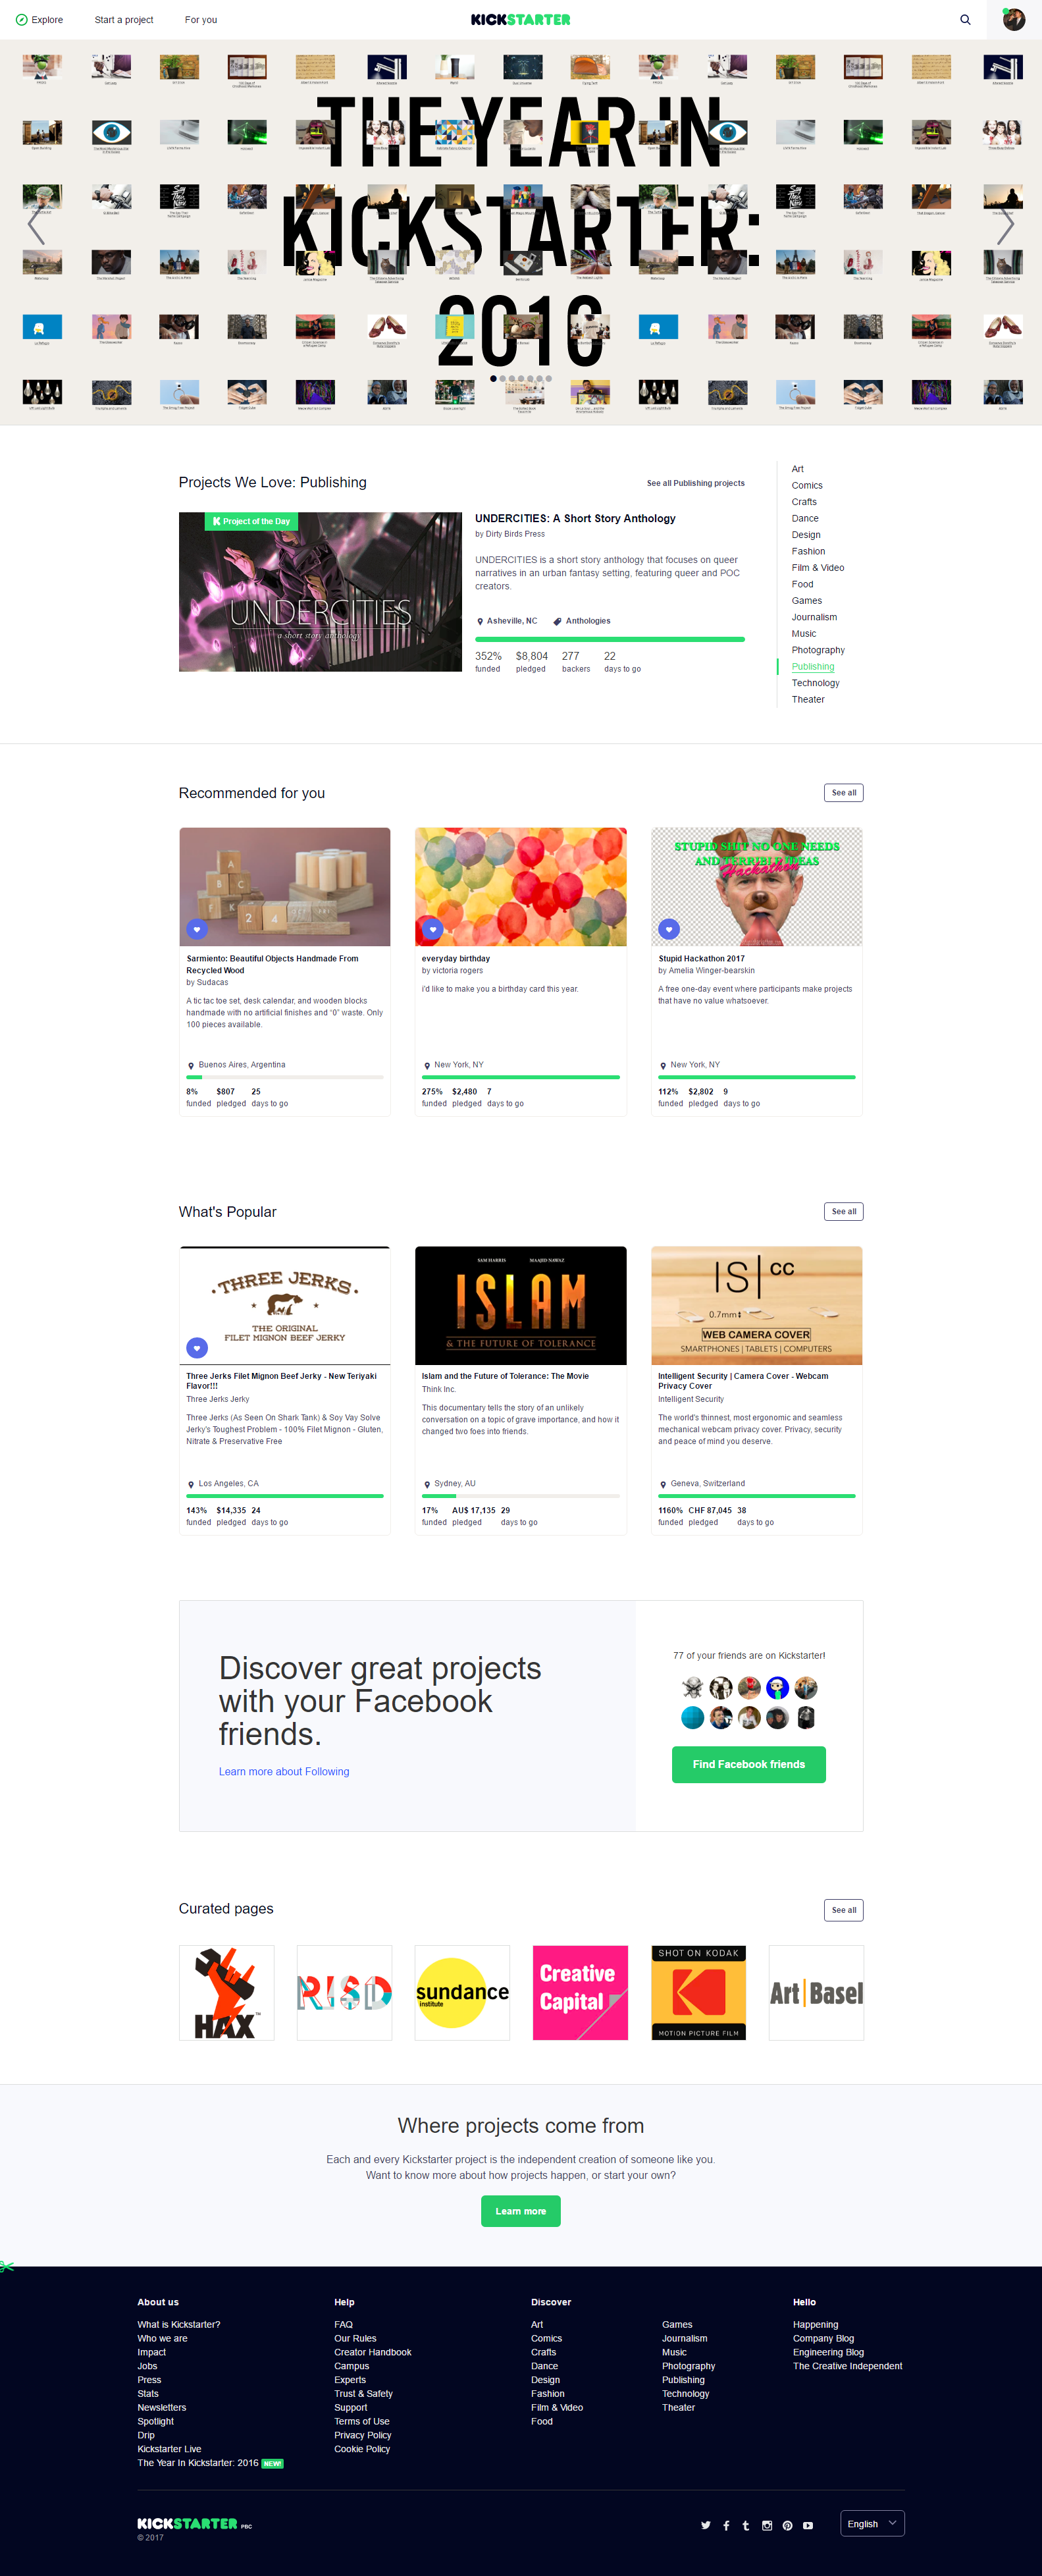 Explore
Start a project
For you
KICKSTARTER
THE YEAR IN
KICKSTARTER:
2016
Projects We Love: Publishing
See all Publishing projects
Project of the Day
UNDERCITIES
a short story anthology
UNDERCITIES: A Short Story Anthology
by Dirty Birds Press
UNDERCITIES is a short story anthology that focuses on queer
narratives in an urban fantasy setting, featuring queer and POC
creators.
Asheville, NC
Anthologies
352%
funded
$8,804
pledged
277
backers
22
days to go
Art
Comics
Crafts
Dance
Design
Fashion
Film & Video
Food
Games
Journalism
Music
Photography
Publishing
Technology
Theater
Recommended for you
See all
Sarmiento: Beautiful Objects Handmade From
Recycled Wood
by Sudacas
A tic tac toe set, desk calendar, and wooden blocks
handmade with no artificial finishes and "0" waste. Only
100 pieces available.
Buenos Aires, Argentina
8% $807 25
funded pledged days to go
everyday birthday
by victoria rogers
i'd like to make you a birthday card this year.
New York, NY
275% $2,480 7
funded pledged days to go
STUPID SHIT NO ONE NEEDS
AND TERRIBLE IDEAS
Hackathon
Stupid Hackathon 2017
by Amelia Winger-bearskin
A free one-day event where participants make projects
that have no value whatsoever.
New York, NY
112% $2,802 9
funded pledged days to go
What's Popular
See all
THREE JERKS
THE ORIGINAL
FILET MIGNON BEEF JERKY
Three Jerks Filet Mignon Beef Jerky - New Teriyaki
Flavor!!!
Three Jerks Jerky
Three Jerks (As Seen On Shark Tank) & Soy Vay Solve
Jerky's Toughest Problem - 100% Filet Mignon - Gluten,
Nitrate & Preservative Free
Los Angeles, CA
143% $14,335 24
funded pledged days to go
SAM HARRIS MAAJID NAWAZ
ISLAM
& THE FUTURE OF TOLERANCE
Islam and the Future of Tolerance: The Movie
Think Inc.
This documentary tells the story of an unlikely
conversation on a topic of grave importance, and how it
changed two foes into friends.
Sydney, AU
17% AU$ 17,135 29
funded pledged days to go
IS|CC
0.7mm
WEB CAMERA COVER
SMARTPHONES | TABLETS | COMPUTERS
Intelligent Security | Camera Cover - Webcam
Privacy Cover
Intelligent Security
The world's thinnest, most ergonomic and seamless
mechanical webcam privacy cover. Privacy, security
and peace of mind you deserve.
Geneva, Switzerland
1160% CHF 87,045 38
funded pledged days to go
Discover great projects
with your Facebook
friends.
Learn more about Following
77 of your friends are on Kickstarter!
Find Facebook friends
Curated pages
See all
HAX™
RISD
sundance
institute
Creative
Capital
SHOT ON KODAK
K
MOTION PICTURE FILM
Art|Basel
Where projects come from
Each and every Kickstarter project is the independent creation of someone like you.
Want to know more about how projects happen, or start your own?
Learn more
About us
What is Kickstarter?
Who we are
Impact
Jobs
Press
Stats
Newsletters
Spotlight
Drip
Kickstarter Live
The Year In Kickstarter: 2016 NEW!
Help
FAQ
Our Rules
Creator Handbook
Campus
Experts
Trust & Safety
Support
Terms of Use
Privacy Policy
Cookie Policy
Discover
Art
Comics
Crafts
Dance
Design
Fashion
Film & Video
Food
Games
Journalism
Music
Photography
Publishing
Technology
Theater
Hello
Happening
Company Blog
Engineering Blog
The Creative Independent
KICKSTARTER PBC
© 2017
English